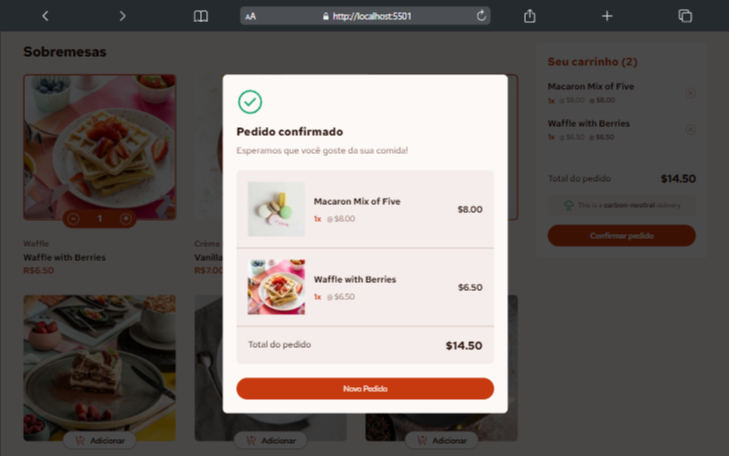 AA http://localhost:5501
Sobremesas
1
Waffle
Waffle with Berries
R$6.50
Crème
Vanilla
R$7.00
Adicionar
Adicionar
Adicionar
Pedido confirmado
Esperamos que você goste da sua comida!
Macaron Mix of Five
1x @ $8.00
$8.00
Waffle with Berries
1x @ $6.50
$6.50
Total do pedido
$14.50
Novo Pedido
Seu carrinho (2)
Macaron Mix of Five
1x @ $8.00 @ $8.00
Waffle with Berries
1x @ $6.50 @ $6.50
Total do pedido
$14.50
This is a carbon-neutral delivery
Confirmar pedido